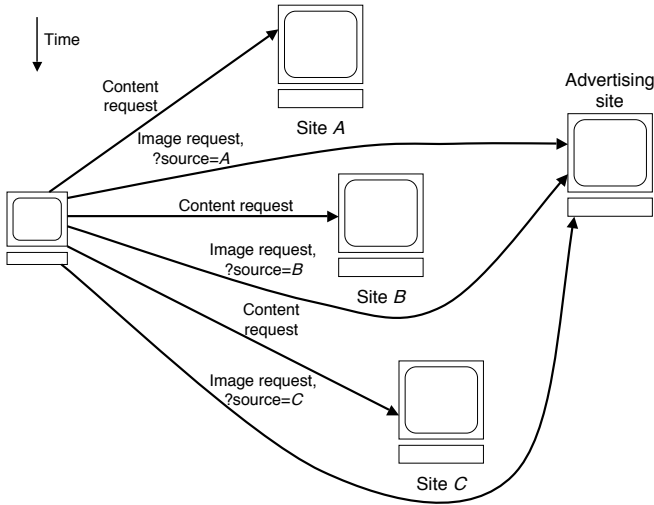 Time
Content
request
Site A
Advertising
site
Image request,
?source=A
Content request
Image request,
?source=B
Site B
Content
request
Image request,
?source=C
Site C